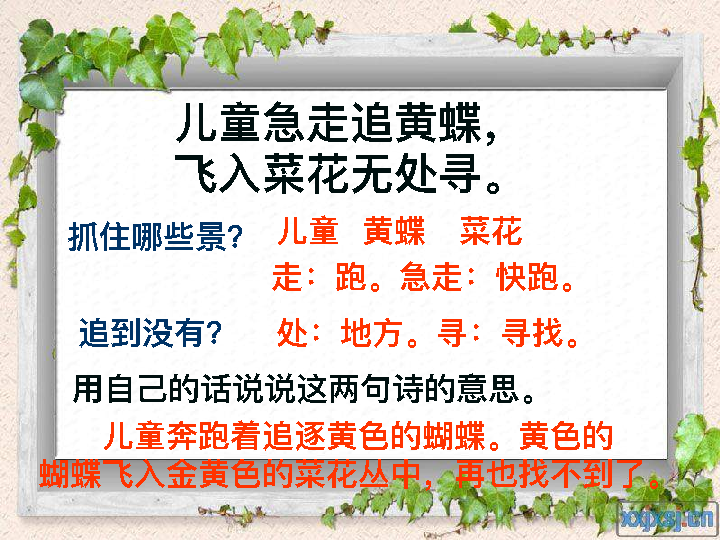 儿童急走追黄蝶，
飞入菜花无处寻。
抓住哪些景？ 儿童 黄蝶 菜花
走：跑。急走：快跑。
追到没有？ 处：地方。寻：寻找。
用自己的话说说这两句诗的意思。
儿童奔跑着追逐黄色的蝴蝶。黄色的
蝴蝶飞入金黄色的菜花丛中，再也找不到了。
xxjxsj.cn